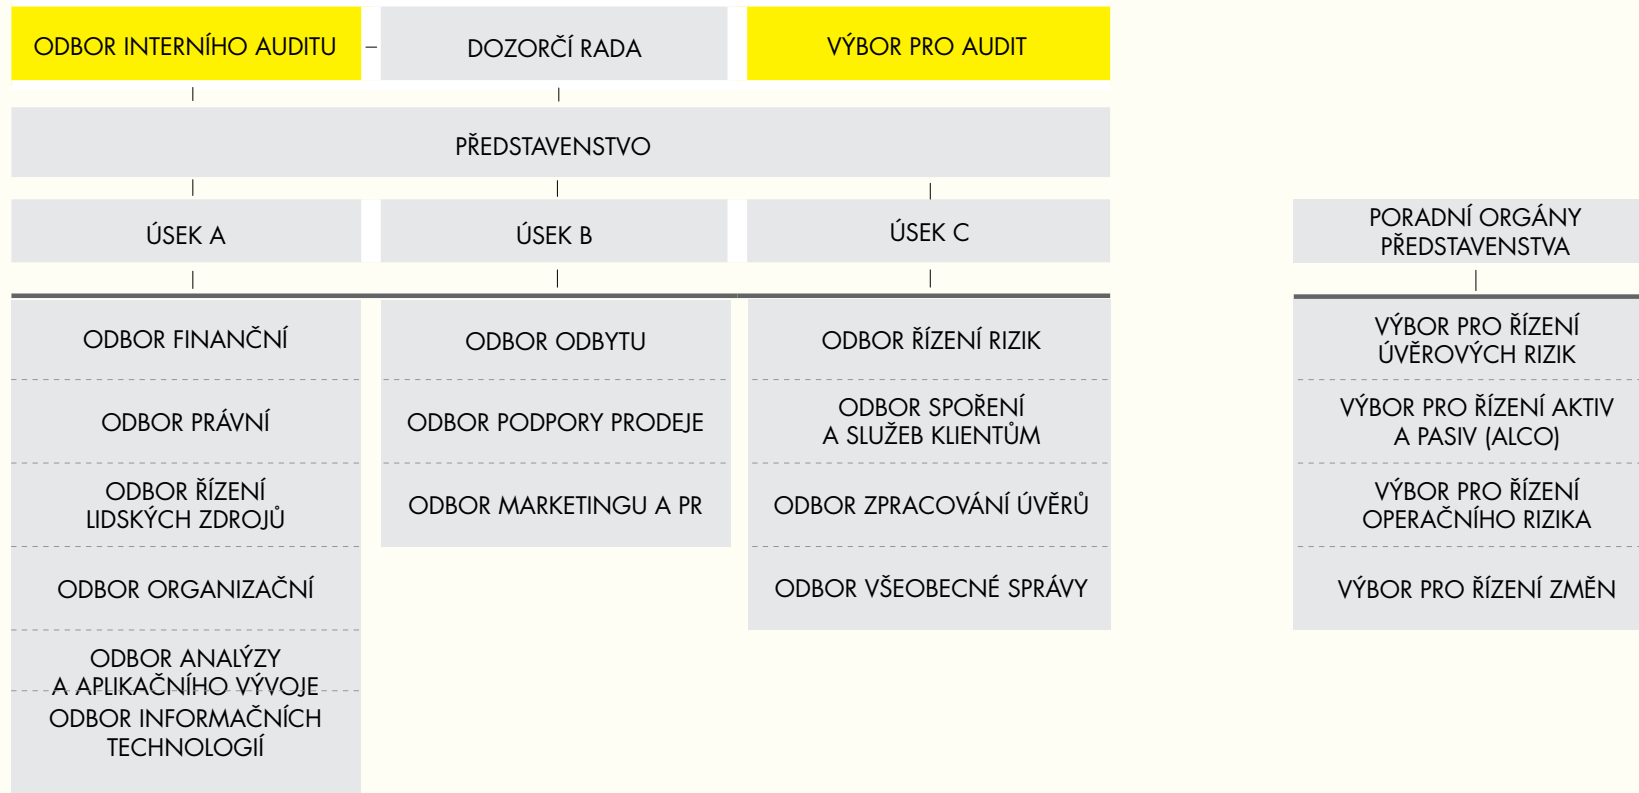 ODBOR INTERNÍHO AUDITU
DOZORČÍ RADA
VÝBOR PRO AUDIT
PŘEDSTAVENSTVO
ÚSEK A
ÚSEK B
ÚSEK C
PORADNÍ ORGÁNY
PŘEDSTAVENSTVA
ODBOR FINANČNÍ
ODBOR PRÁVNÍ
ODBOR ŘÍZENÍ
LIDSKÝCH ZDROJŮ
ODBOR ORGANIZAČNÍ
ODBOR ANALÝZY
A APLIKAČNÍHO VÝVOJE
ODBOR INFORMAČNÍCH
TECHNOLOGIÍ
ODBOR ODBYTU
ODBOR PODPORY PRODEJE
ODBOR MARKETINGU A PR
ODBOR ŘÍZENÍ RIZIK
ODBOR SPOŘENÍ
A SLUŽEB KLIENTŮM
ODBOR ZPRACOVÁNÍ ÚVĚRŮ
ODBOR VŠEOBECNÉ SPRÁVY
VÝBOR PRO ŘÍZENÍ
ÚVĚROVÝCH RIZIK
VÝBOR PRO ŘÍZENÍ AKTIV
A PASIV (ALCO)
VÝBOR PRO ŘÍZENÍ
OPERAČNÍHO RIZIKA
VÝBOR PRO ŘÍZENÍ ZMĚN